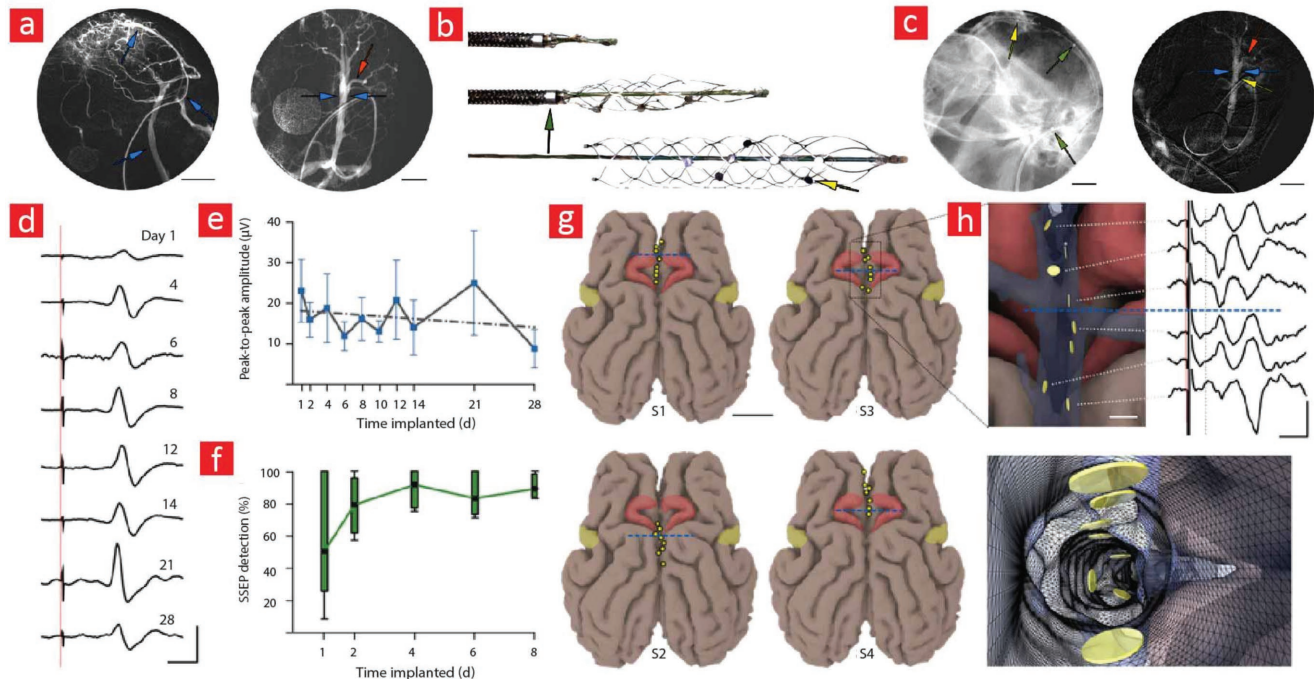 a
b
c
d
Day 1
4
6
8
12
14
21
28
e
Peak-to-peak amplitude (µV)
40
30
20
10
1 2 4 6 8 10 12 14 21 28
Time implanted (d)
f
SSEP detection (%)
100
80
60
40
20
1 2 4 6 8
Time implanted (d)
g
S1
S3
S2
S4
h